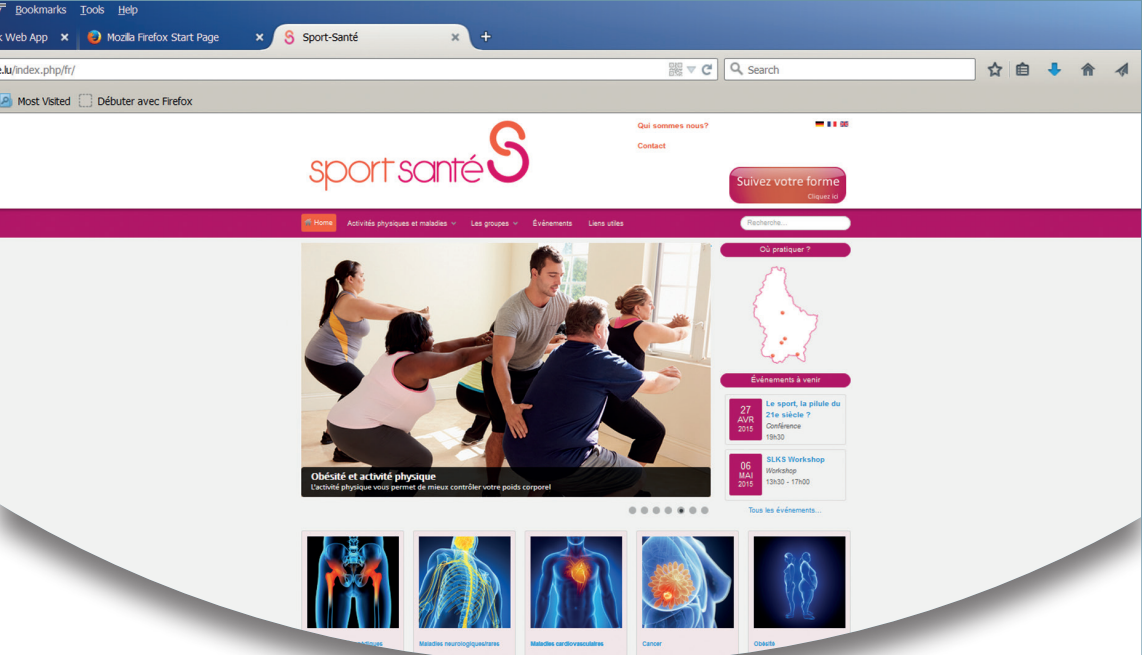 Bookmarks Tools Help
Web App × Mozilla Firefox Start Page × Sport-Santé × +
.lu/index.php/fr/
Search
Most Visited Débuter avec Firefox
sport santé
Qui sommes nous?
Contact
Suivez votre forme
Cliquez ici
Home Activités physiques et maladies Les groupes Événements Liens utiles
Recherche...
Obésité et activité physique
L'activité physique vous permet de mieux contrôler votre poids corporel
Où pratiquer ?
Événements à venir
27
AVR
2015
Le sport, la pilule du
21e siècle ?
Conférence
19h30
06
MAI
2015
SLKS Workshop
Workshop
13h30 - 17h00
Tous les événements...
Maladies neurologiques/rares
Maladies cardiovasculaires
Cancer
Obésité